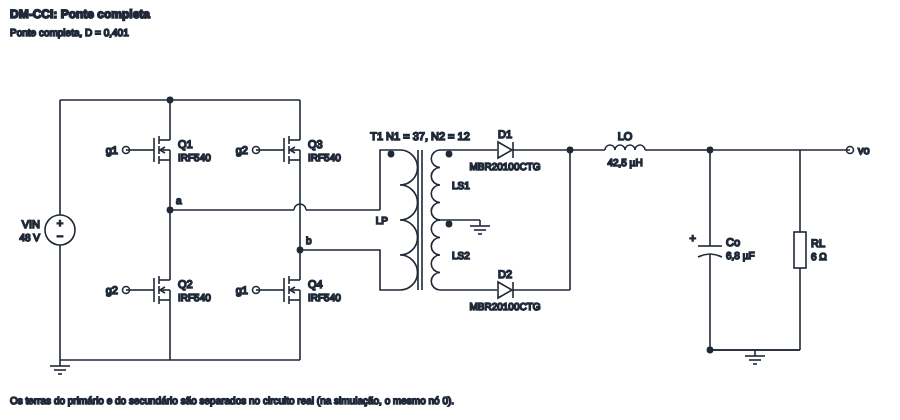 DM-CCI: Ponte completa
Ponte completa, D = 0,401
T1 N1 = 37, N2 = 12
D1
LO
g1
Q1
IRF540
g2
Q3
IRF540
MBR20100CTG
42,5 µH
vo
a
LS1
VIN
48 V
+
−
LP
b
LS2
+
Co
6,8 µF
RL
6 Ω
g2
Q2
IRF540
g1
Q4
IRF540
D2
MBR20100CTG
Os terras do primário e do secundário são separados no circuito real (na simulação, o mesmo nó 0).